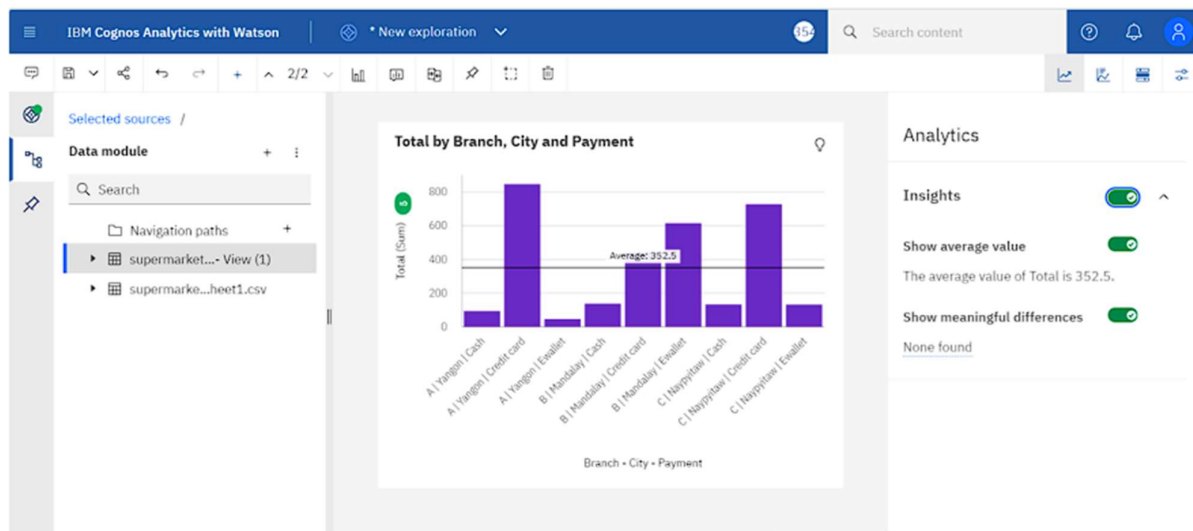 IBM Cognos Analytics with Watson
* New exploration
Search content
2/2
Selected sources /
Data module
Search
Navigation paths
supermarket...- View (1)
supermarke...heet1.csv
Total by Branch, City and Payment
Total (Sum)
800
600
400
200
0
Average: 352.5
A | Yangon | Cash
A | Yangon | Credit card
A | Yangon | Ewallet
B | Mandalay | Cash
B | Mandalay | Credit card
B | Mandalay | Ewallet
C | Naypyitaw | Cash
C | Naypyitaw | Credit card
C | Naypyitaw | Ewallet
Branch - City - Payment
Analytics
Insights
Show average value
The average value of Total is 352.5.
Show meaningful differences
None found